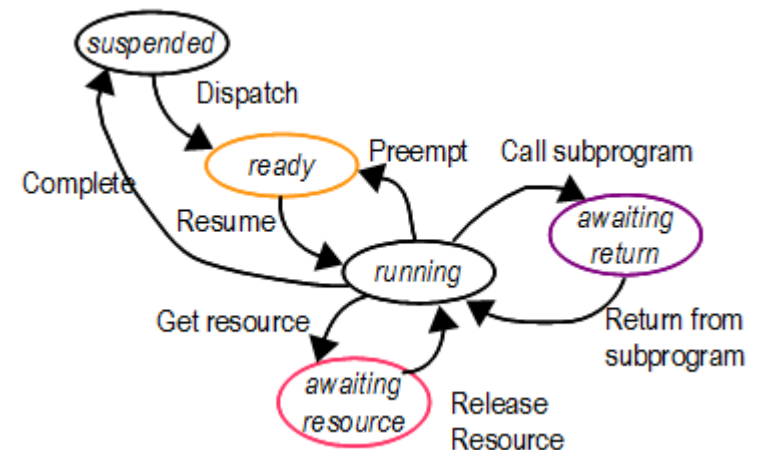 suspended
Dispatch
ready
Preempt
Call subprogram
Complete
Resume
awaiting
return
running
Get resource
Return from
subprogram
awaiting
resource
Release
Resource